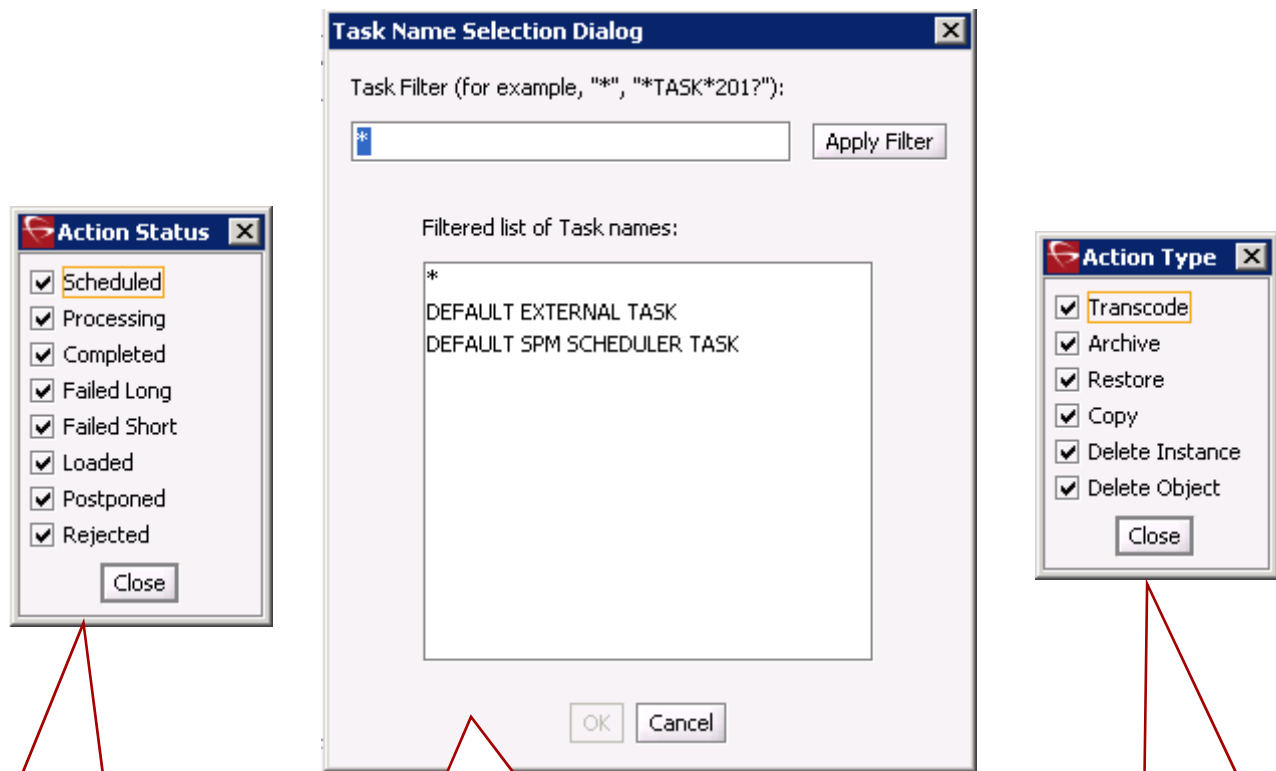 Task Name Selection Dialog
Task Filter (for example, "*", "*TASK*201?"):
*
Apply Filter
Filtered list of Task names:
*
DEFAULT EXTERNAL TASK
DEFAULT SPM SCHEDULER TASK
OK
Cancel
Action Status
Scheduled
Processing
Completed
Failed Long
Failed Short
Loaded
Postponed
Rejected
Close
Action Type
Transcode
Archive
Restore
Copy
Delete Instance
Delete Object
Close